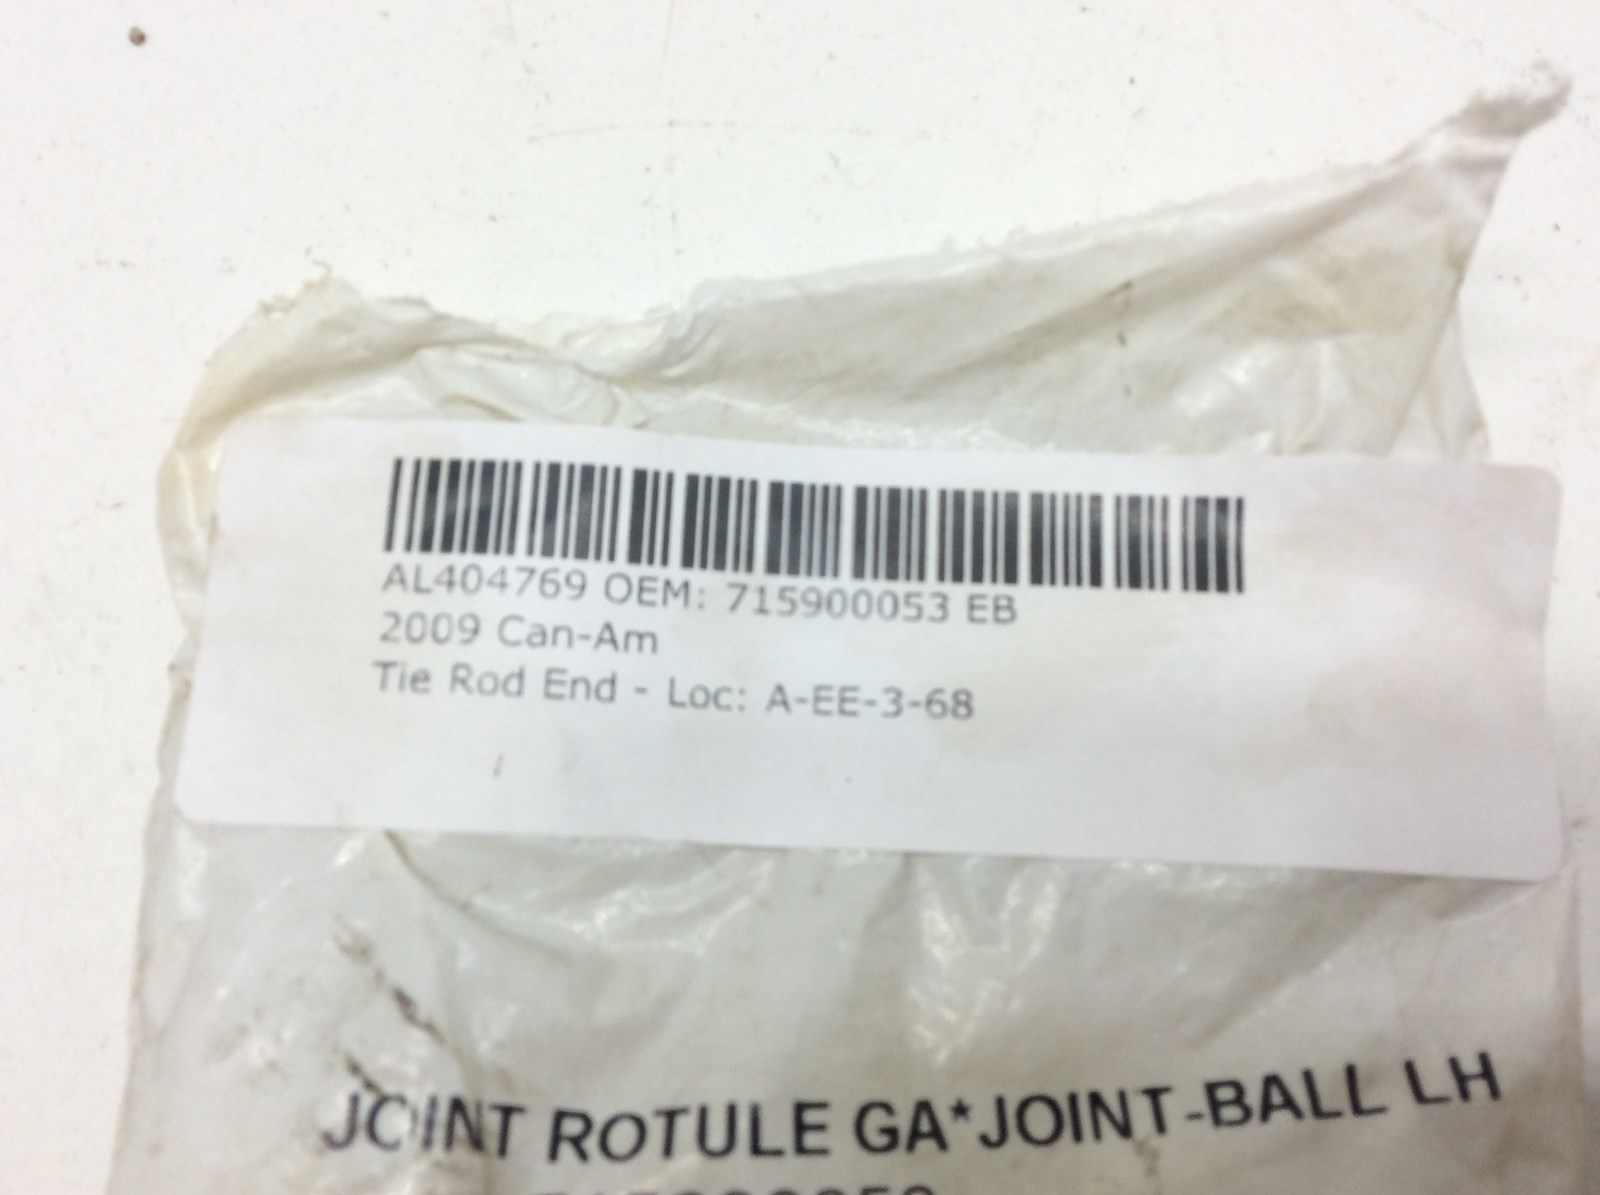 AL404769 OEM: 715900053 EB
2009 Can-Am
Tie Rod End - Loc: A-EE-3-68
JOINT ROTULE GA*JOINT-BALL LH